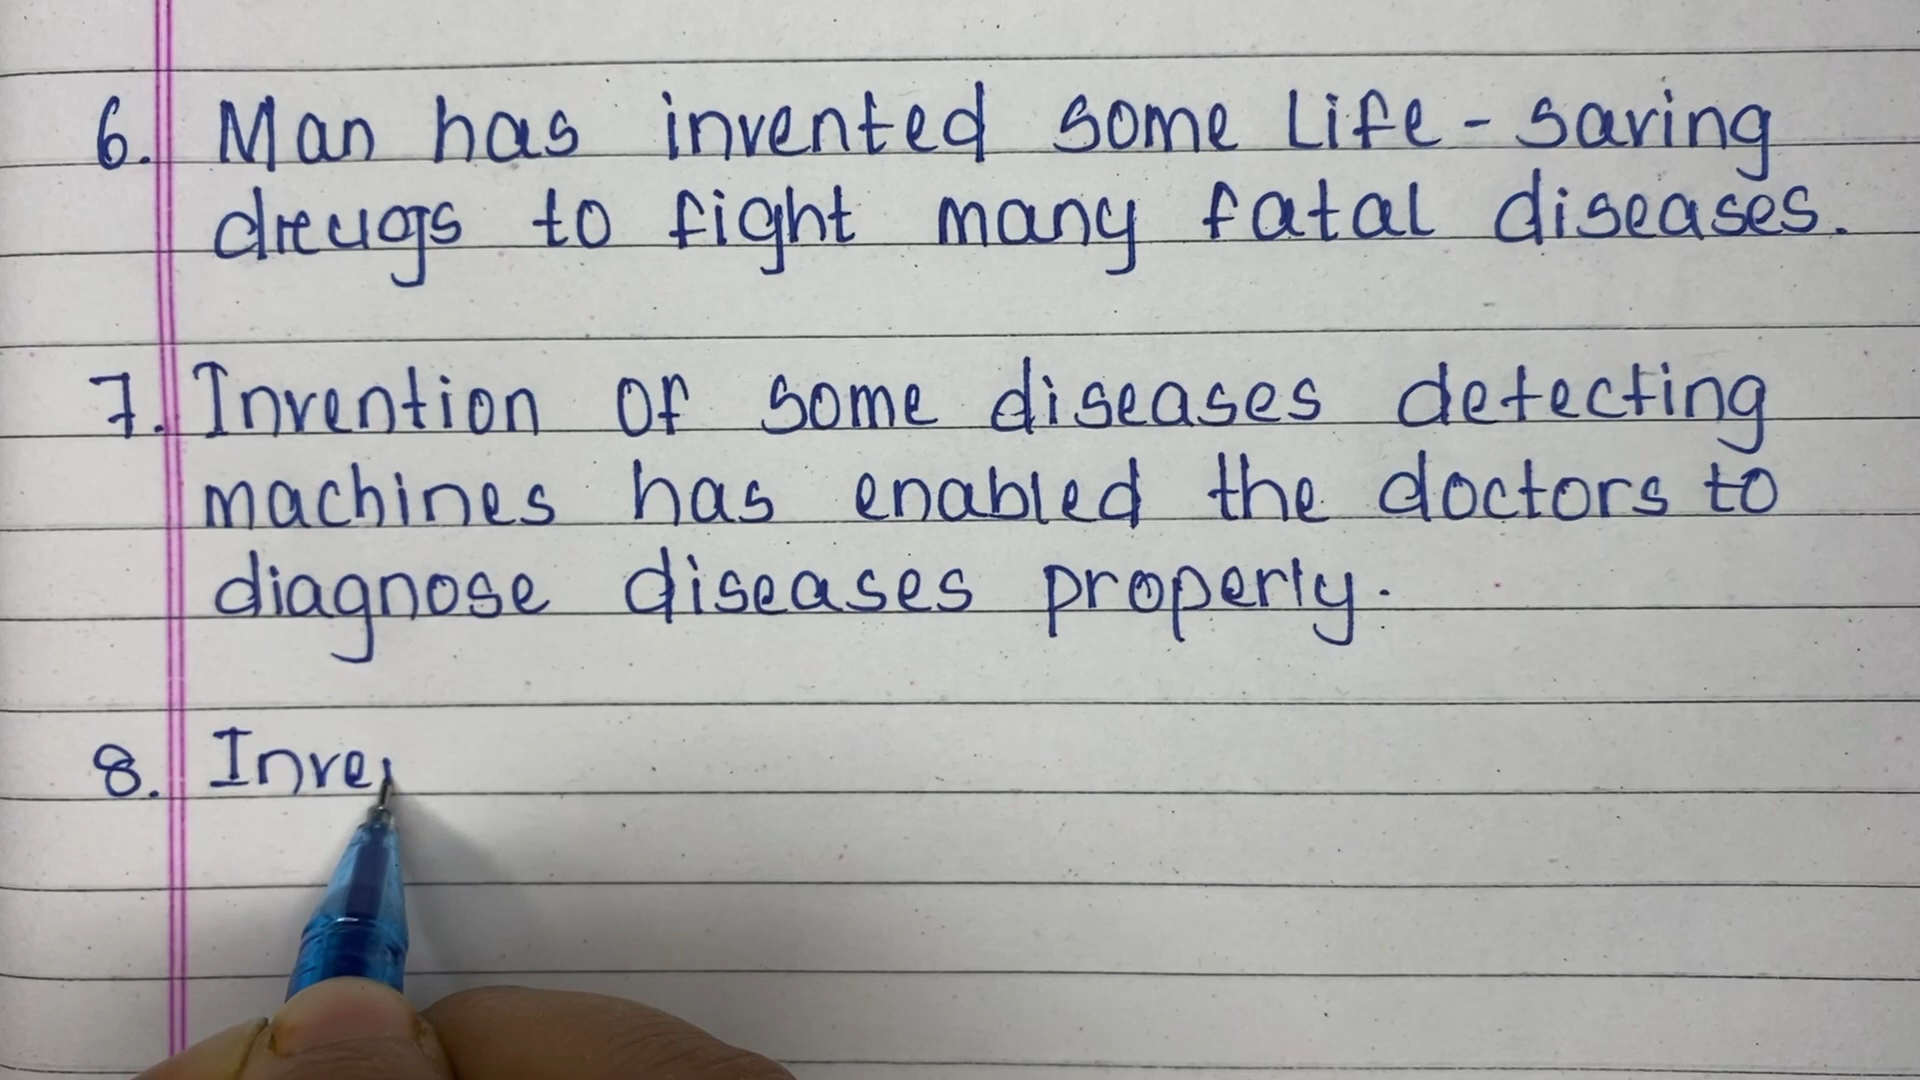 6. Man has invented some Life-saving
drugs to fight many fatal diseases.
7. Invention of some diseases detecting
machines has enabled the doctors to
diagnose diseases properly.
8. Inve